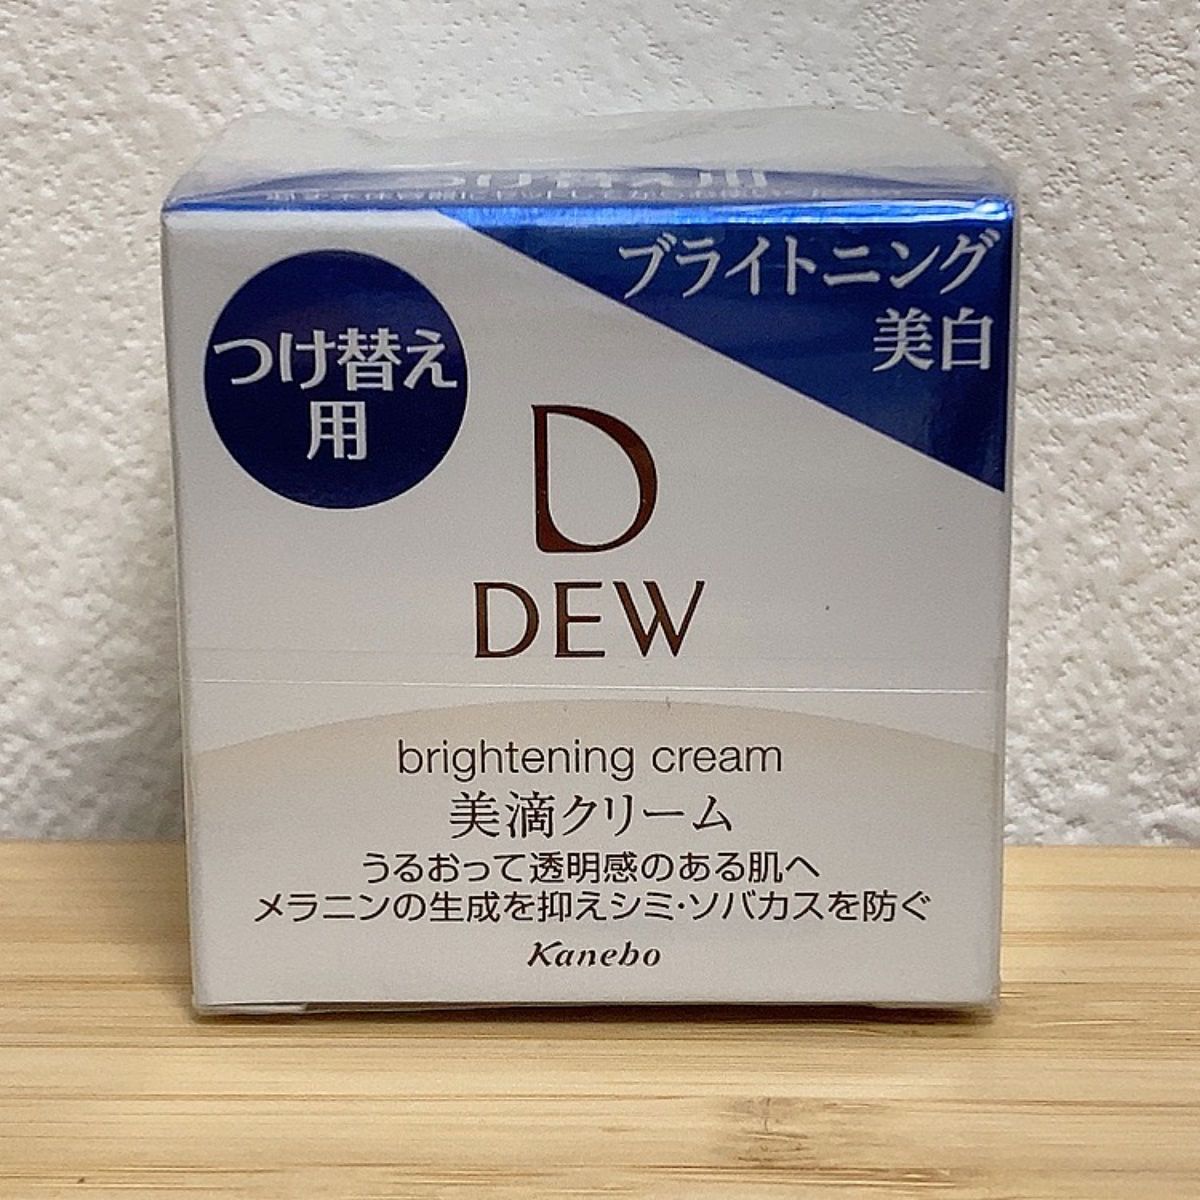 つけ替え
用
ブライトニング
美白
D
DEW
brightening cream
美滴クリーム
うるおって透明感のある肌へ
メラニンの生成を抑えシミ・ソバカスを防ぐ
Kanebo